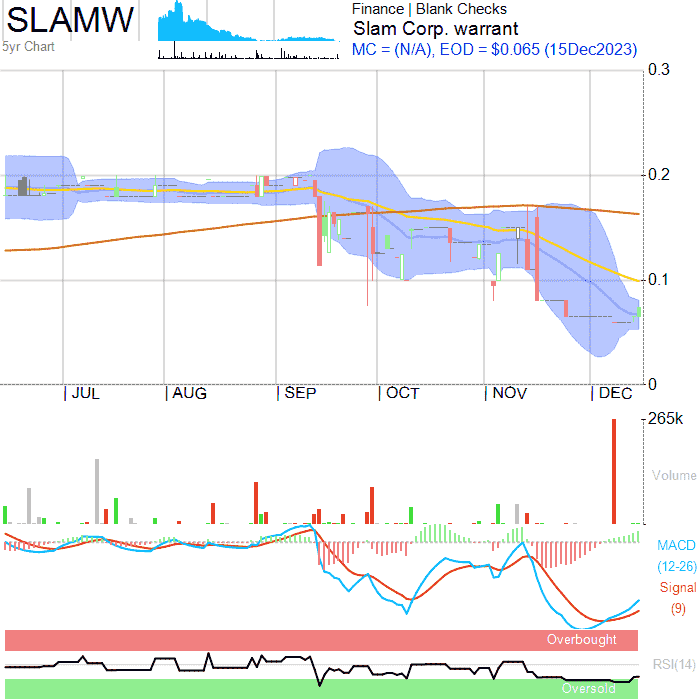 SLAMW
5yr Chart
Finance | Blank Checks
Slam Corp. warrant
MC = (N/A), EOD = $0.065 (15Dec2023)
0.3
0.2
0.1
0
JUL
AUG
SEP
OCT
NOV
DEC
265k
Volume
MACD
(12-26)
Signal
(9)
Overbought
RSI(14)
Oversold